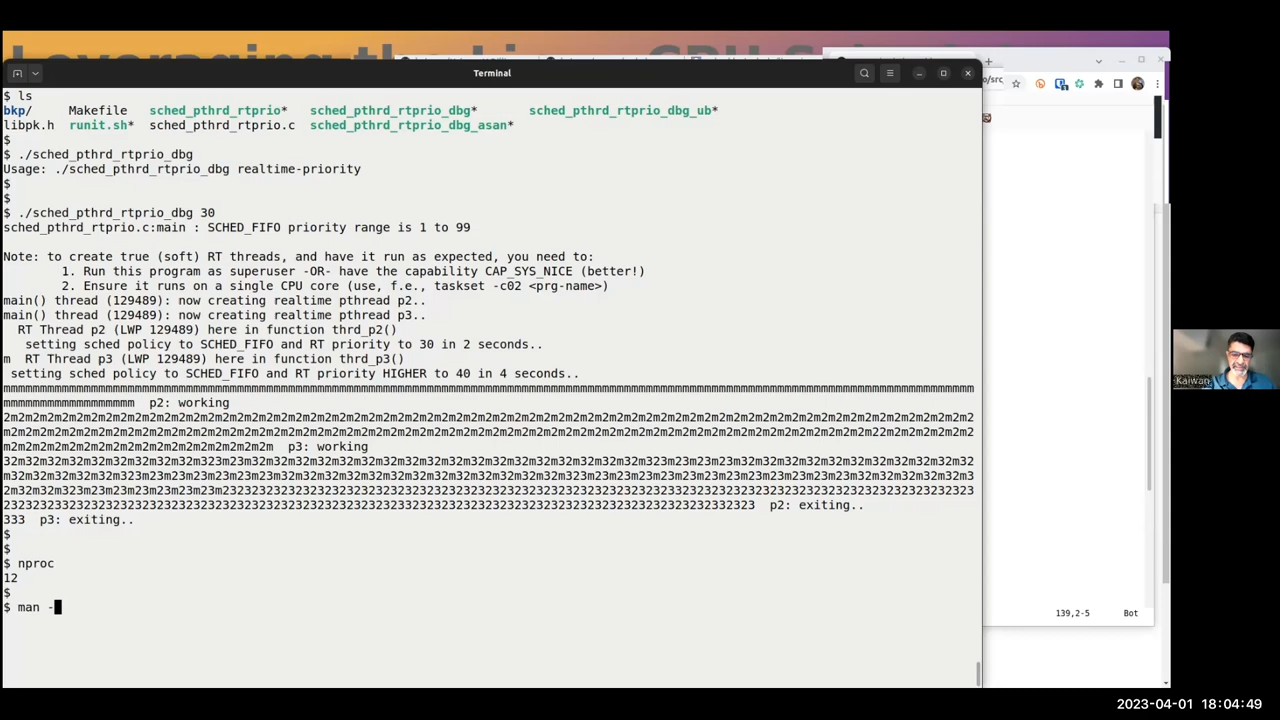 Terminal
$ ls
bkp/ Makefile sched_pthrd_rtprio* sched_pthrd_rtprio_dbg* sched_pthrd_rtprio_dbg_ub*
libpk.h runit.sh* sched_pthrd_rtprio.c sched_pthrd_rtprio_dbg_asan*
$
$ ./sched_pthrd_rtprio_dbg
Usage: ./sched_pthrd_rtprio_dbg realtime-priority
$
$
$ ./sched_pthrd_rtprio_dbg 30
sched_pthrd_rtprio.c:main : SCHED_FIFO priority range is 1 to 99
Note: to create true (soft) RT threads, and have it run as expected, you need to:
1. Run this program as superuser -OR- have the capability CAP_SYS_NICE (better!)
2. Ensure it runs on a single CPU core (use, f.e., taskset -c02 <prg-name>)
main() thread (129489): now creating realtime pthread p2..
main() thread (129489): now creating realtime pthread p3..
RT Thread p2 (LWP 129489) here in function thrd_p2()
setting sched policy to SCHED_FIFO and RT priority to 30 in 2 seconds..
m RT Thread p3 (LWP 129489) here in function thrd_p3()
setting sched policy to SCHED_FIFO and RT priority HIGHER to 40 in 4 seconds..
p2: working
p3: working
p2: exiting..
333 p3: exiting..
$
$
$ nproc
12
$
$ man -
139,2-5 Bot
Kaiwan
2023-04-01 18:04:49